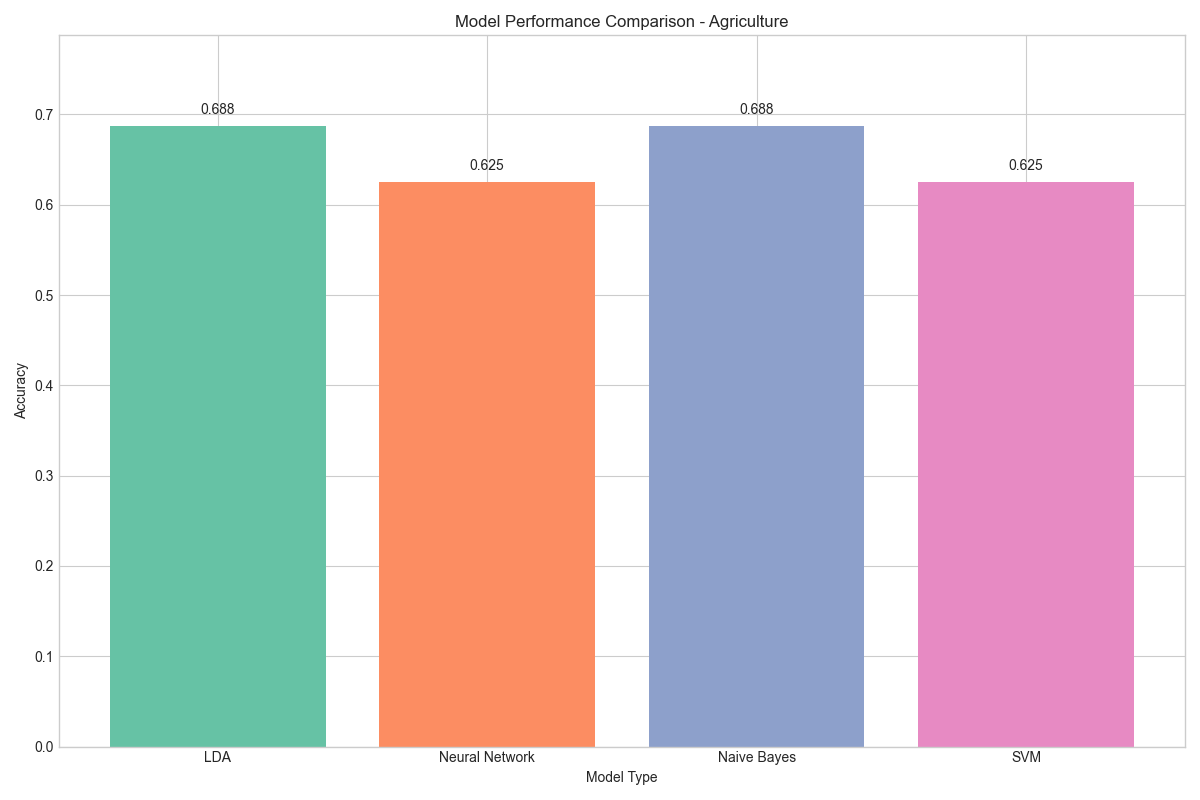 Model Performance Comparison - Agriculture
0.688
0.625
0.688
0.625
0.7
0.6
0.5
0.4
0.3
0.2
0.1
0.0
Accuracy
LDA
Neural Network
Naive Bayes
SVM
Model Type